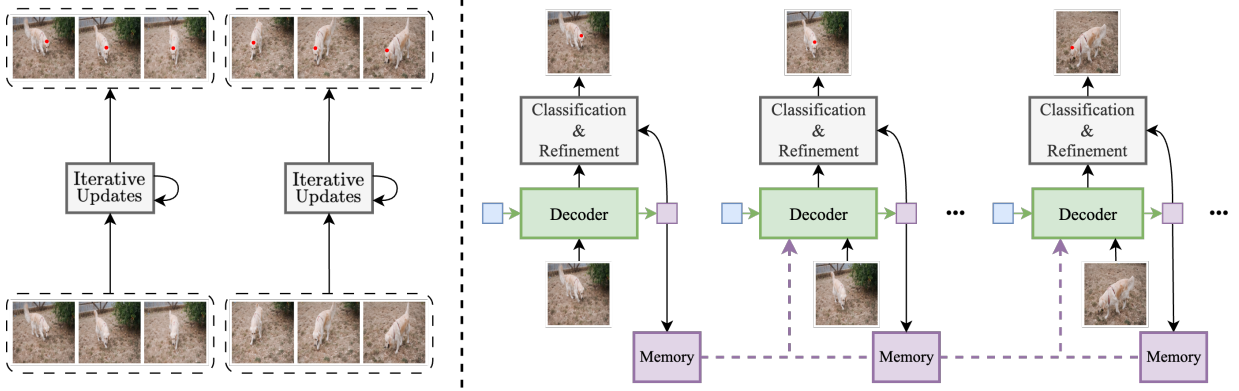 Iterative
Updates
Iterative
Updates
Classification
&
Refinement
Decoder
Memory
Classification
&
Refinement
Decoder
Memory
...
Classification
&
Refinement
Decoder
Memory
...